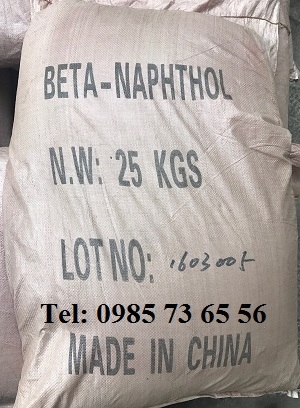 BETA-NAPHTHOL
N.W: 25 KGS
LOT NO: 1603005
Tel: 0985 73 65 56
MADE IN CHINA